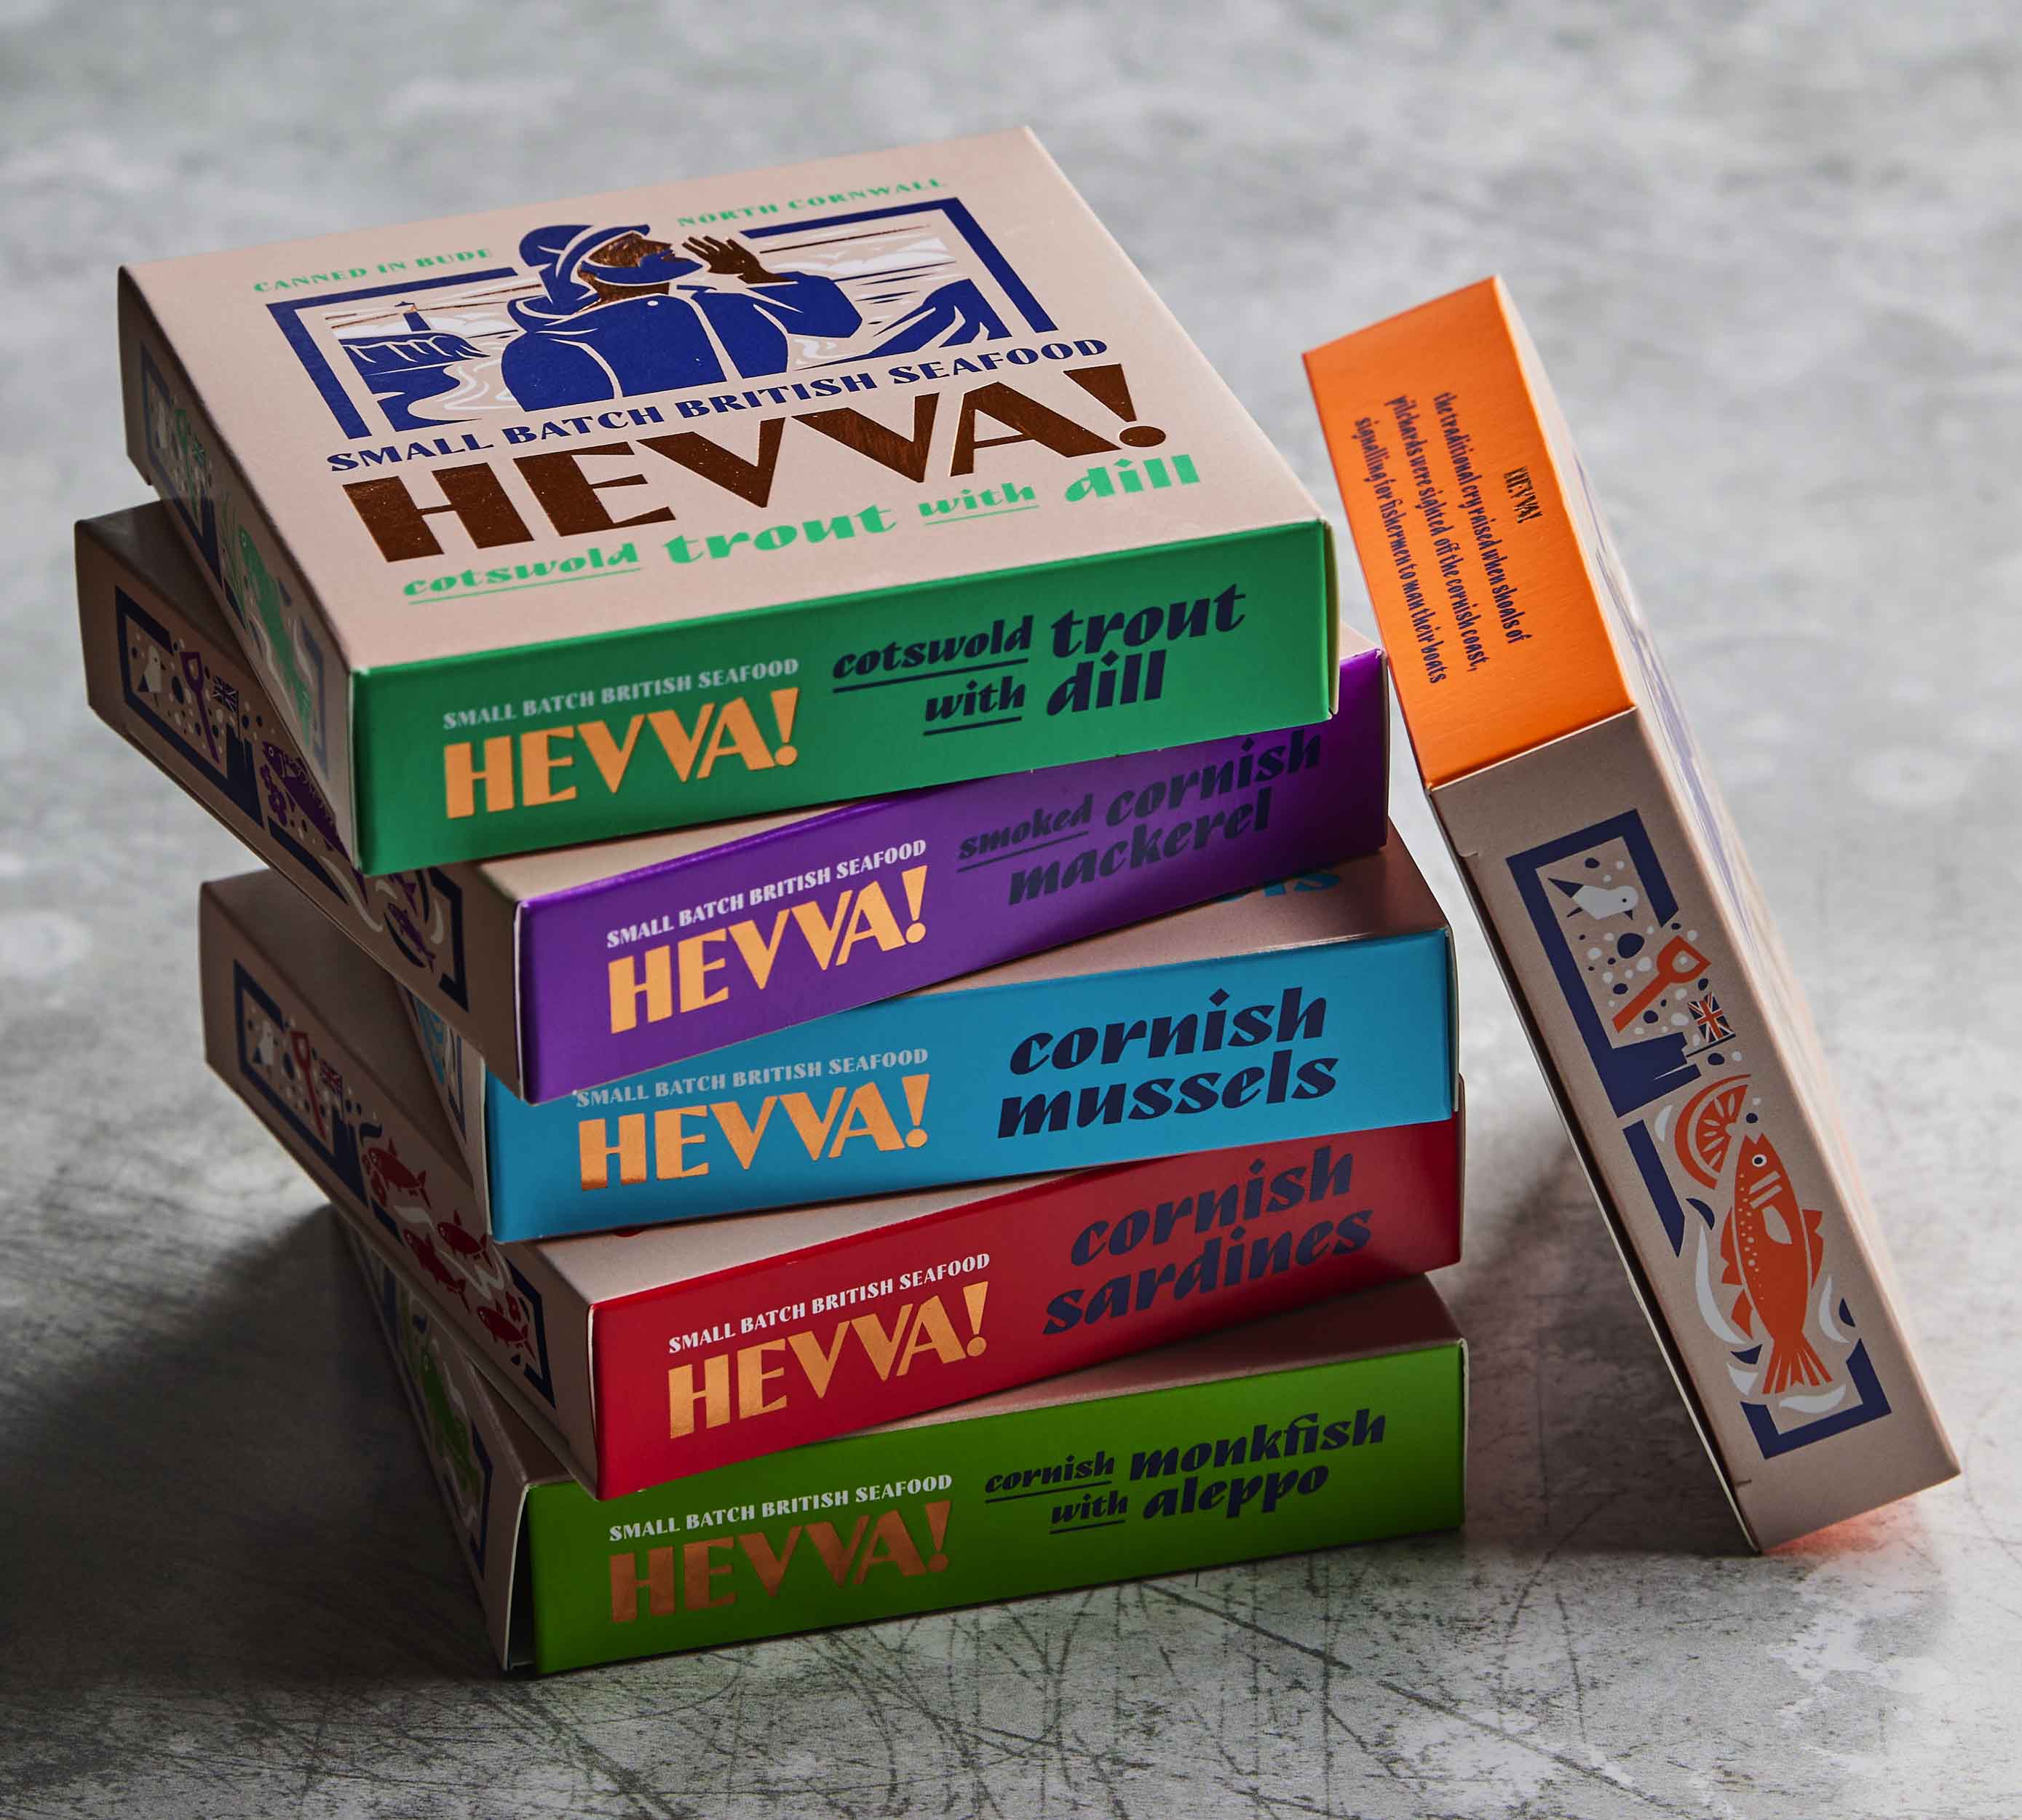 CANNED IN BUDE
NORTH CORNWALL
SMALL BATCH BRITISH SEAFOOD
HEVVA!
cotswold trout with dill
SMALL BATCH BRITISH SEAFOOD
HEVVA!
cotswold trout
with dill
SMALL BATCH BRITISH SEAFOOD
HEVVA!
smoked cornish
mackerel
SMALL BATCH BRITISH SEAFOOD
HEVVA!
cornish
mussels
SMALL BATCH BRITISH SEAFOOD
HEVVA!
cornish
sardines
SMALL BATCH BRITISH SEAFOOD
HEVVA!
cornish monkfish
with aleppo
HEVVA!
the traditional cry raised when shoals of
pilchards were sighted off the cornish coast,
signalling for fishermen to man their boats